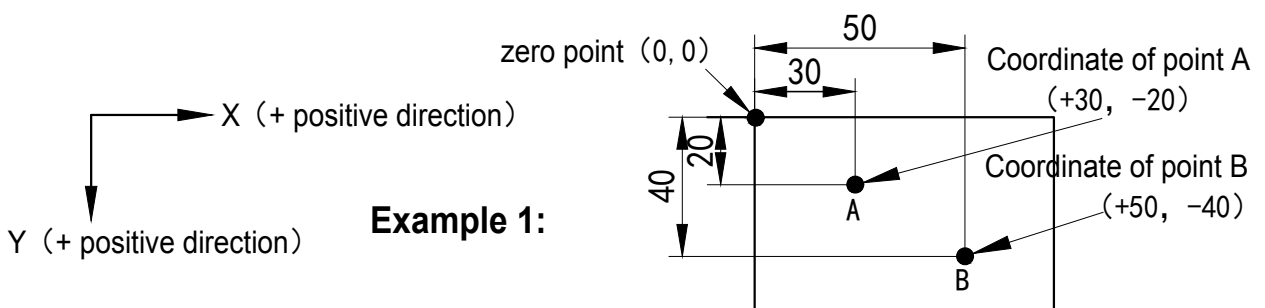 50
zero point (0,0)
30
Coordinate of point A
(+30, -20)
X (+ positive direction)
20
40
Coordinate of point B
(+50, -40)
A
Example 1:
Y (+ positive direction)
B